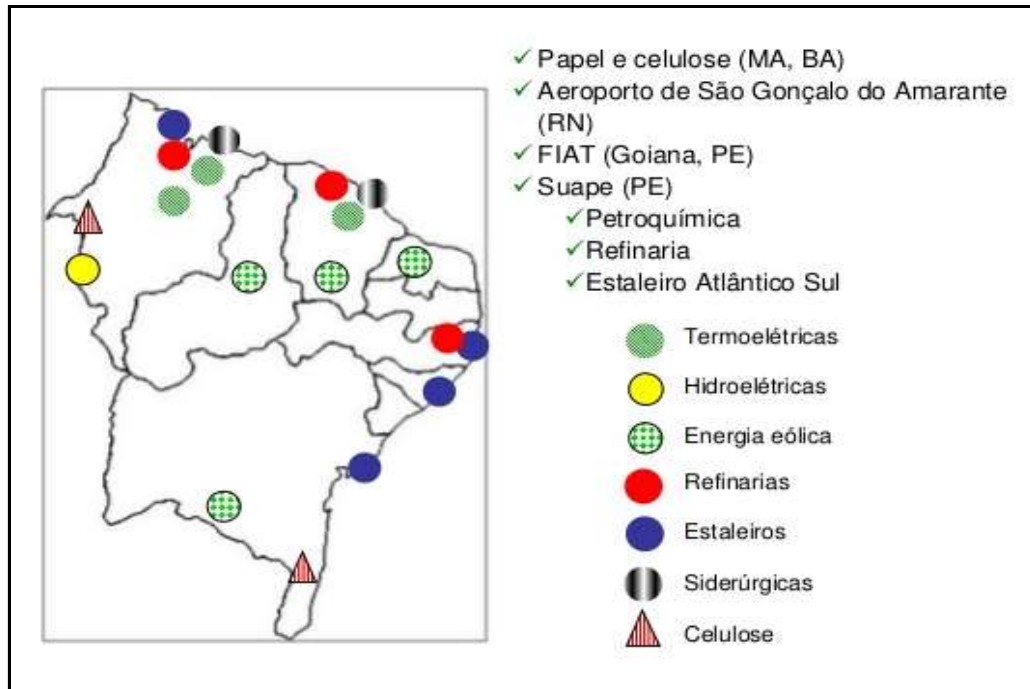 Papel e celulose (MA, BA)
Aeroporto de São Gonçalo do Amarante
(RN)
FIAT (Goiana, PE)
Suape (PE)
Petroquímica
Refinaria
Estaleiro Atlântico Sul
Termoelétricas
Hidroelétricas
Energia eólica
Refinarias
Estaleiros
Siderúrgicas
Celulose